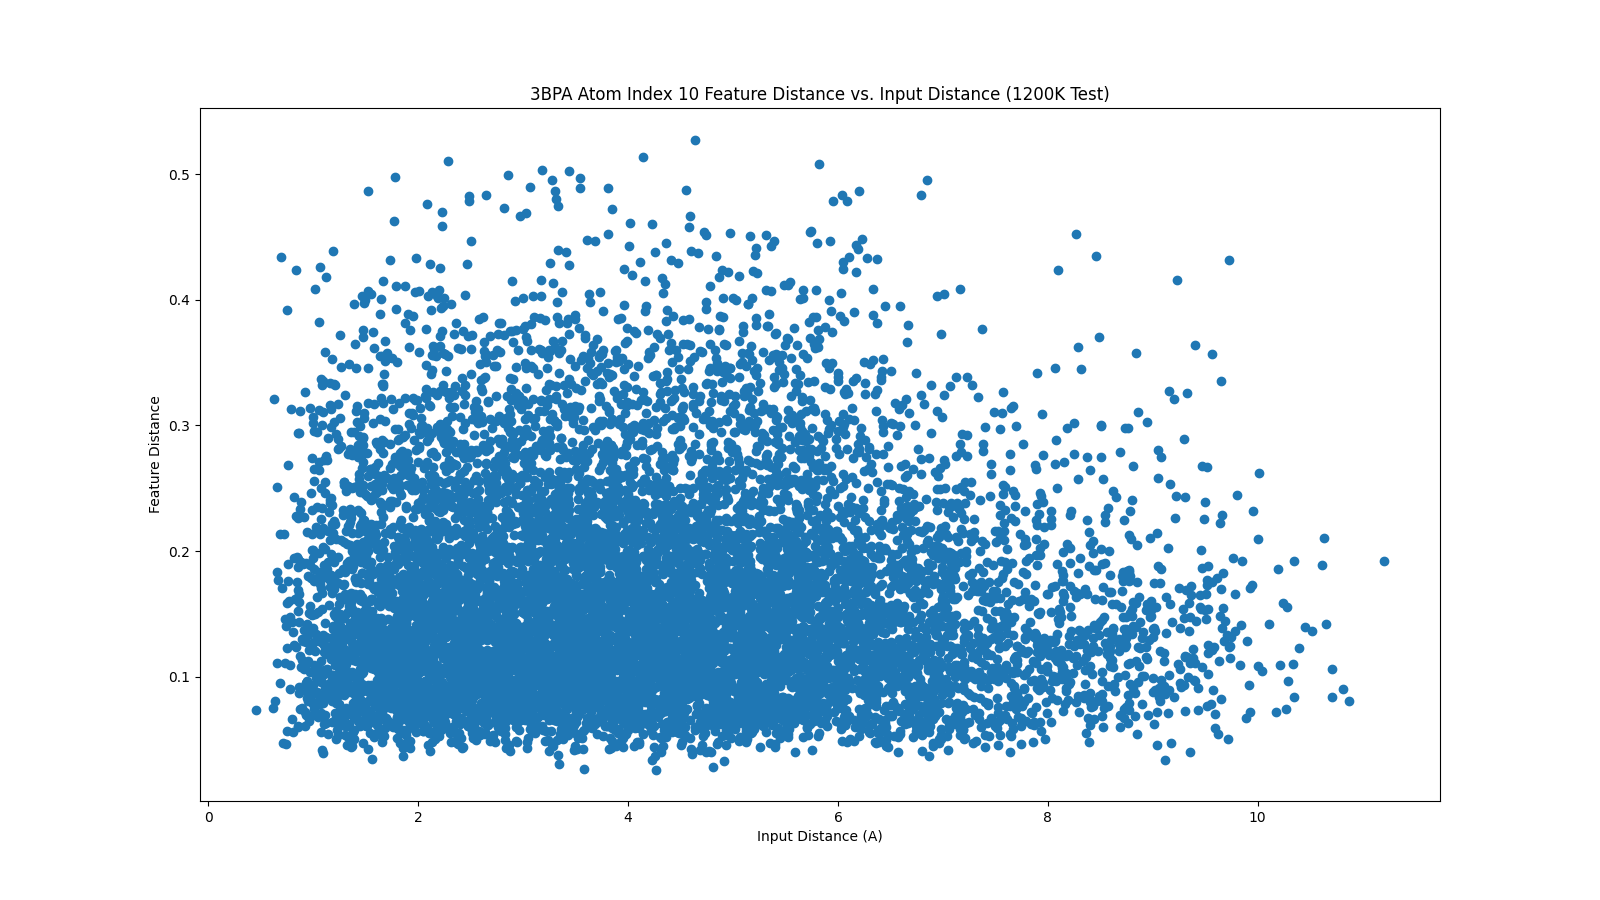 3BPA Atom Index 10 Feature Distance vs. Input Distance (1200K Test)
0.5
0.4
0.3
0.2
0.1
Feature Distance
0 2 4 6 8 10
Input Distance (A)